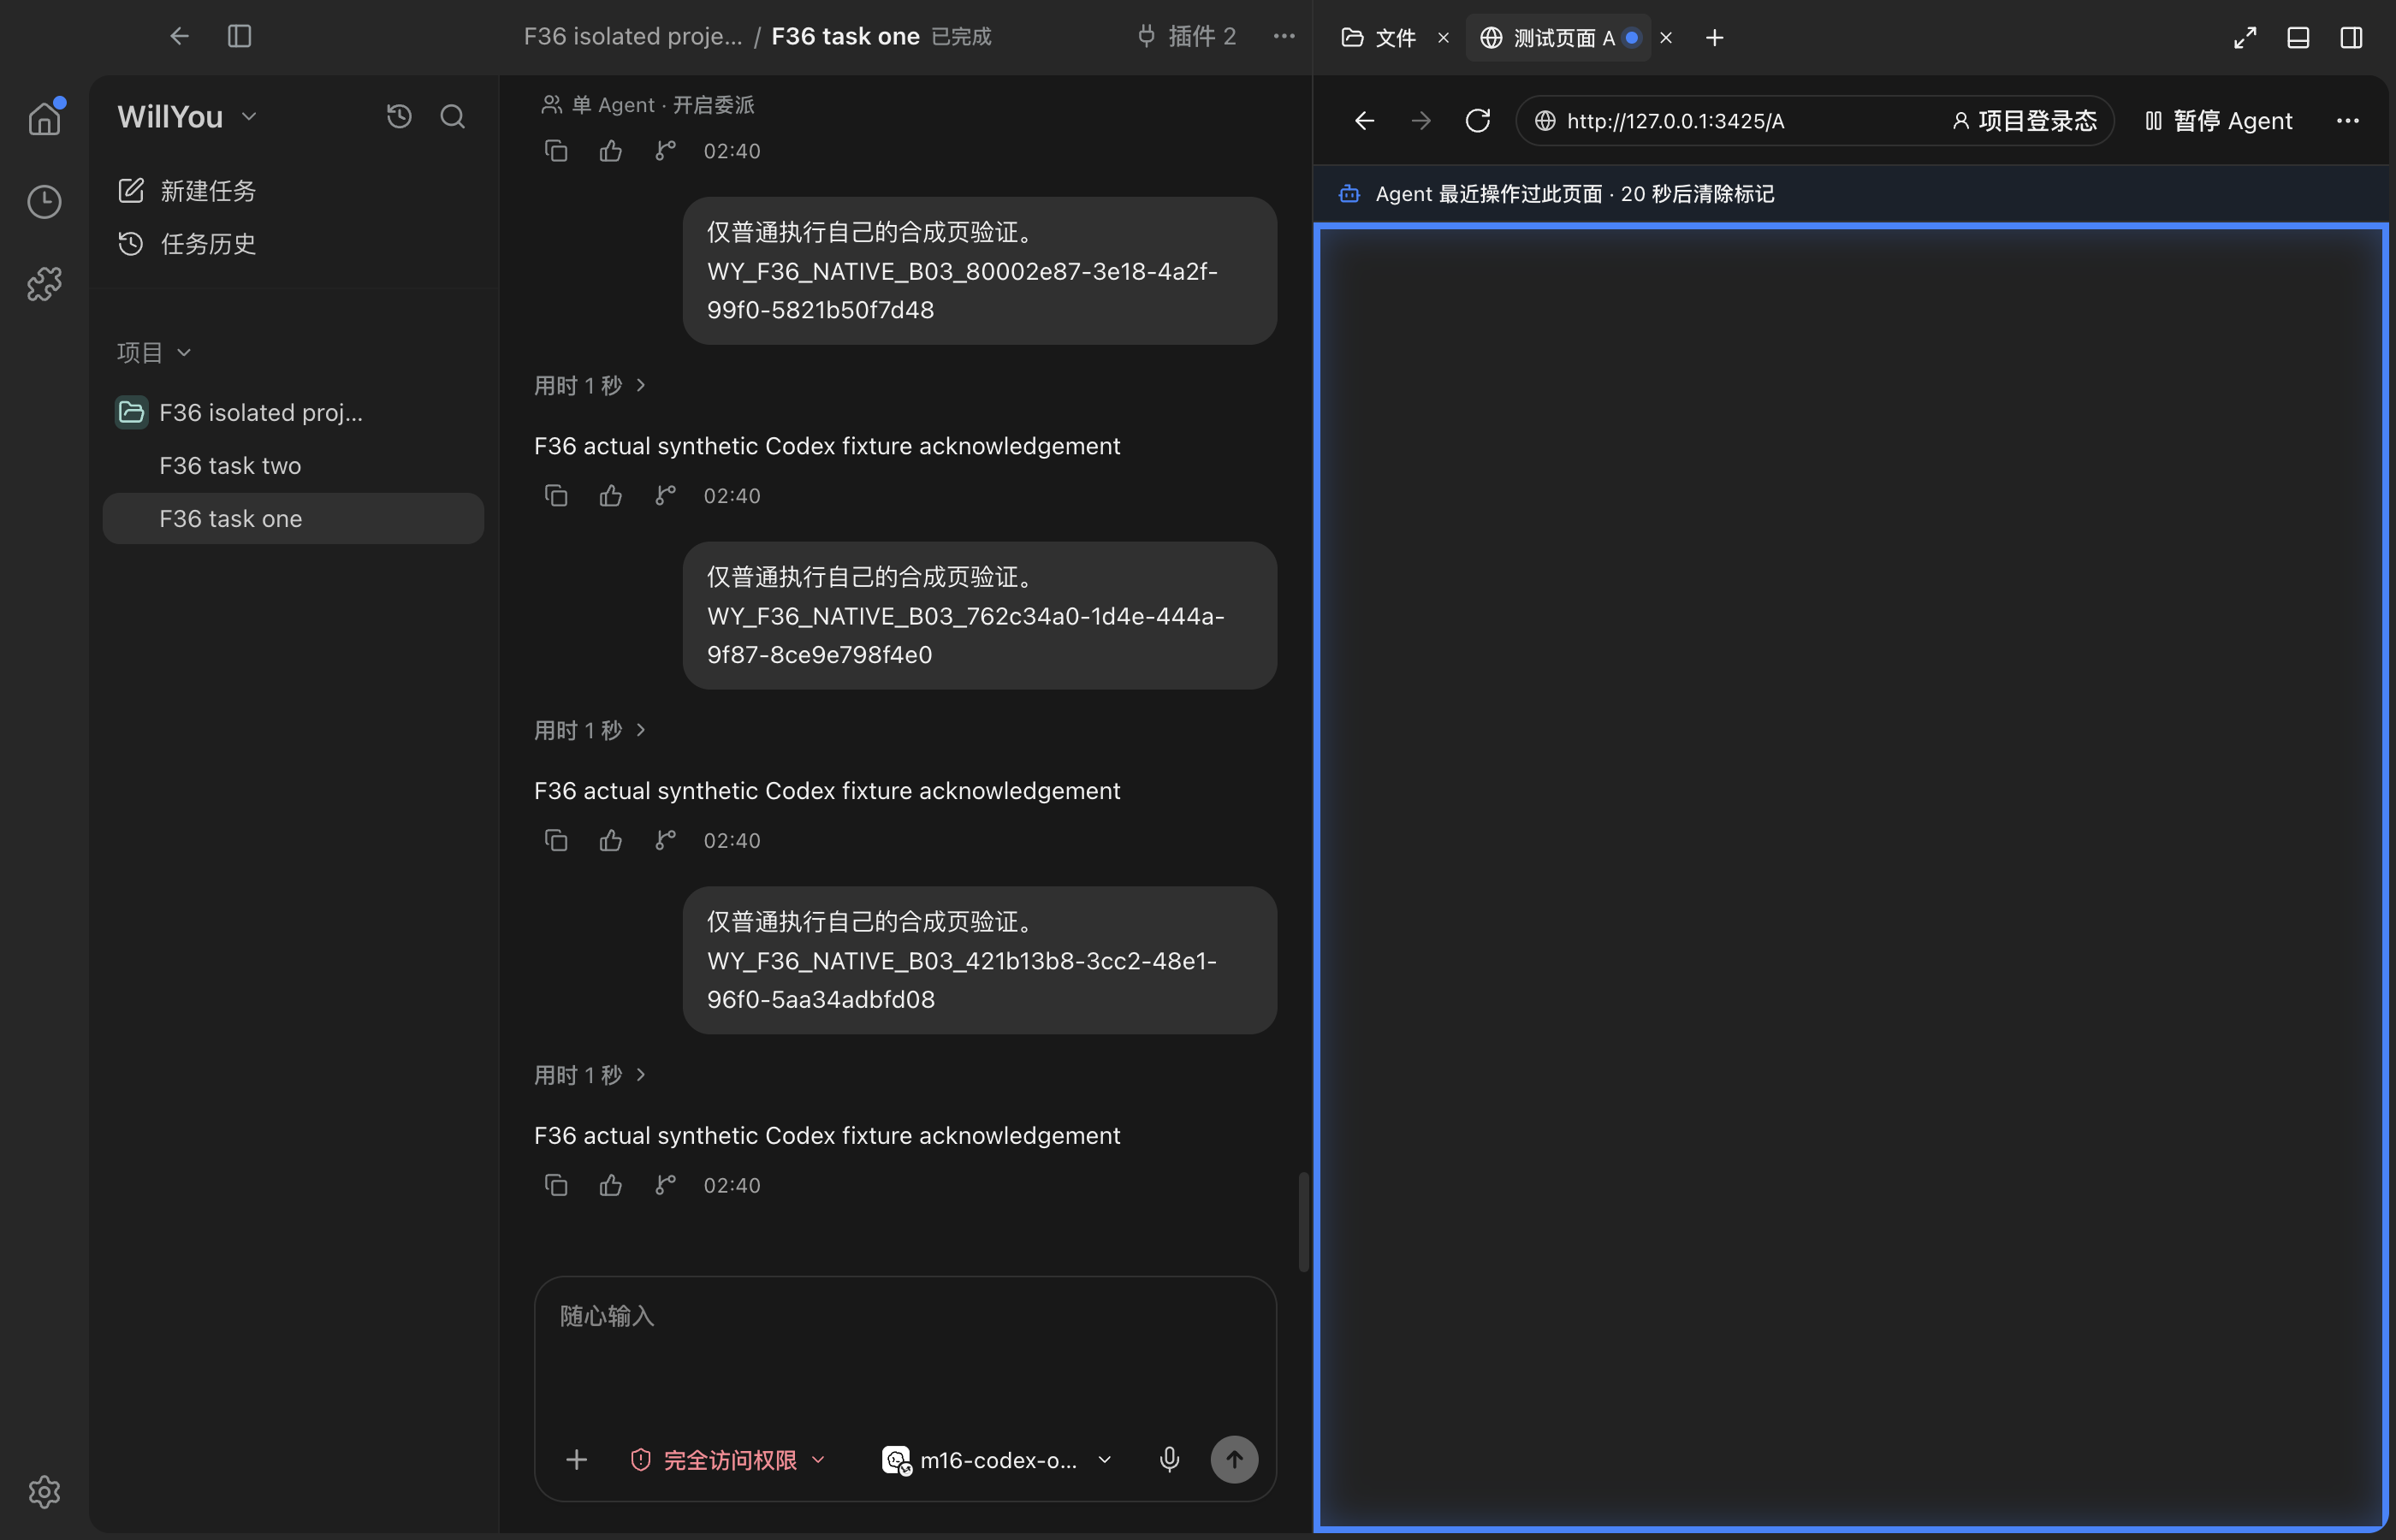 F36 isolated proje... / F36 task one 已完成
插件 2
文件
测试页面 A
WillYou
新建任务
任务历史
项目
F36 isolated proj...
F36 task two
F36 task one
单 Agent · 开启委派
02:40
仅普通执行自己的合成页验证。
WY_F36_NATIVE_B03_80002e87-3e18-4a2f-
99f0-5821b50f7d48
用时 1 秒
F36 actual synthetic Codex fixture acknowledgement
02:40
仅普通执行自己的合成页验证。
WY_F36_NATIVE_B03_762c34a0-1d4e-444a-
9f87-8ce9e798f4e0
用时 1 秒
F36 actual synthetic Codex fixture acknowledgement
02:40
仅普通执行自己的合成页验证。
WY_F36_NATIVE_B03_421b13b8-3cc2-48e1-
96f0-5aa34adbfd08
用时 1 秒
F36 actual synthetic Codex fixture acknowledgement
02:40
随心输入
完全访问权限
m16-codex-o...
http://127.0.0.1:3425/A
项目登录态
暂停 Agent
Agent 最近操作过此页面 · 20 秒后清除标记